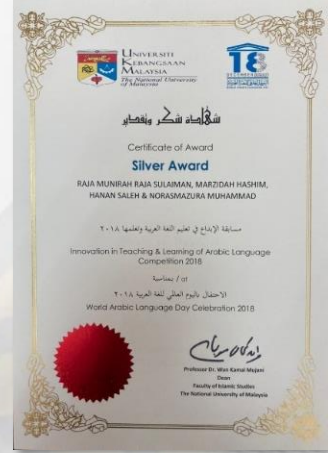 UNIVERSITI
KEBANGSAAN
MALAYSIA
The National University
of Malaysia
شهادة شكر وتقدير
Certificate of Award
Silver Award
RAJA MUNIRAH RAJA SULAIMAN, MARZIDAH HASHIM,
HANAN SALEH & NORASMAZURA MUHAMMAD
مسابقة الإبداع في تعليم اللغة العربية وتعلمها ٢٠١٨
Innovation in Teaching & Learning of Arabic Language
Competition 2018
at / بمناسبة
الاحتفال باليوم العالمي للغة العربية ٢٠١٨
World Arabic Language Day Celebration 2018
Professor Dr. Wan Kamal Mujani
Dean
Faculty of Islamic Studies
The National University of Malaysia